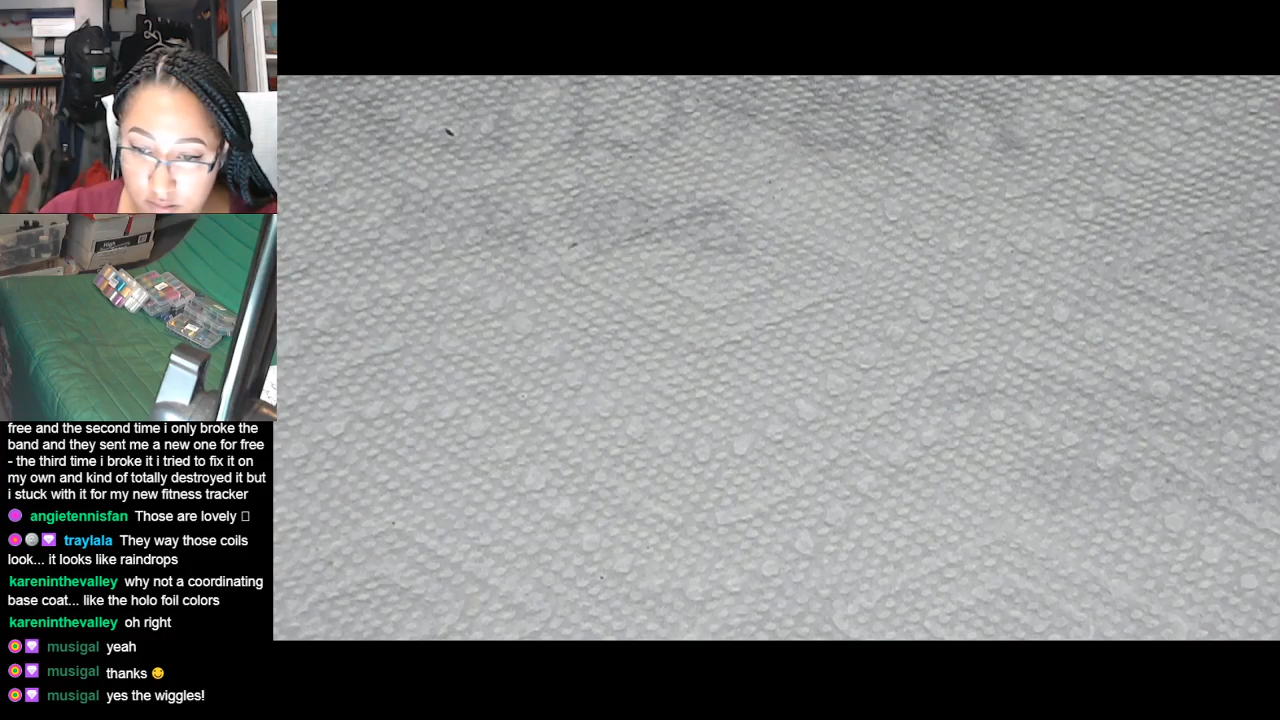 High
free and the second time i only broke the
band and they sent me a new one for free
- the third time i broke it i tried to fix it on
my own and kind of totally destroyed it but
i stuck with it for my new fitness tracker
angietennisfan Those are lovely
traylala They way those coils
look... it looks like raindrops
kareninthevalley why not a coordinating
base coat... like the holo foil colors
kareninthevalley oh right
musigal yeah
musigal thanks
musigal yes the wiggles!